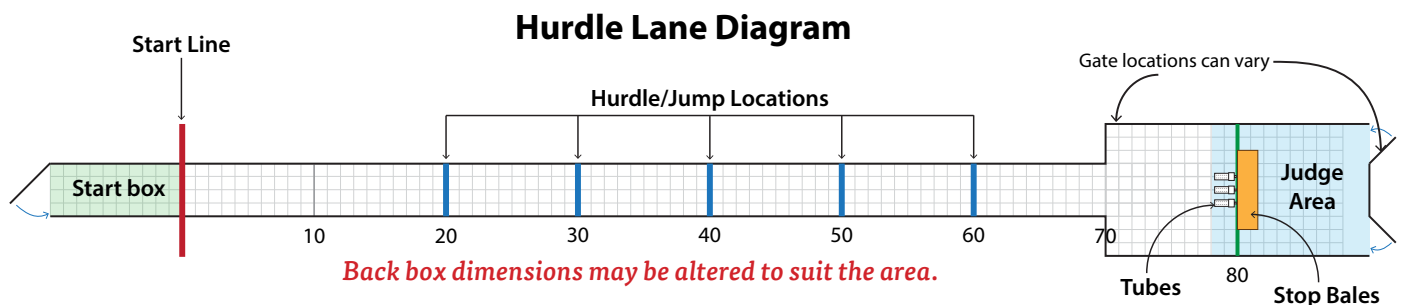 Hurdle Lane Diagram
Start Line
Gate locations can vary
Hurdle/Jump Locations
Start box
Judge
Area
10
20
30
40
50
60
70
80
Back box dimensions may be altered to suit the area.
Tubes
Stop Bales